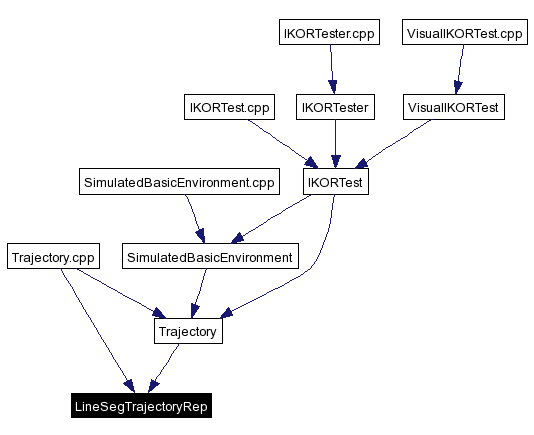 IKORTester.cpp
VisualIKORTest.cpp
IKORTest.cpp
IKORTester
VisualIKORTest
SimulatedBasicEnvironment.cpp
IKORTest
Trajectory.cpp
SimulatedBasicEnvironment
Trajectory
LineSegTrajectoryRep